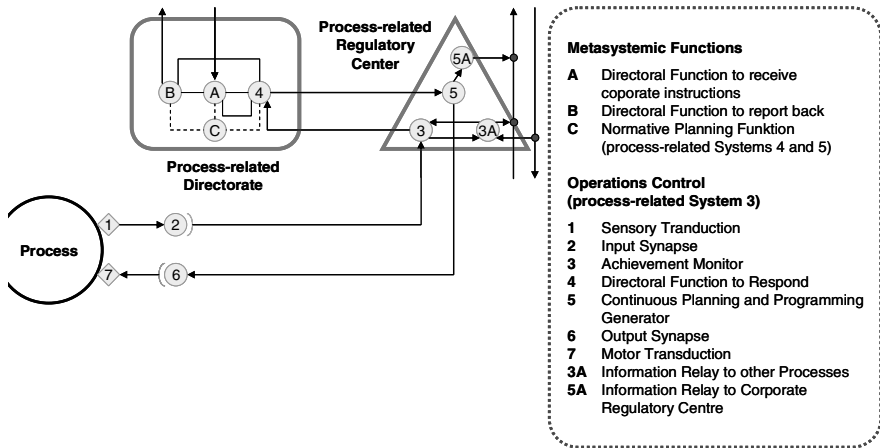 Process-related
Regulatory
Center
5A
B
A
4
5
C
3
3A
Process-related
Directorate
1
2
Process
7
6
Metasystemic Functions
A Directoral Function to receive
coporate instructions
B Directoral Function to report back
C Normative Planning Funktion
(process-related Systems 4 and 5)
Operations Control
(process-related System 3)
1 Sensory Tranduction
2 Input Synapse
3 Achievement Monitor
4 Directoral Function to Respond
5 Continuous Planning and Programming
Generator
6 Output Synapse
7 Motor Transduction
3A Information Relay to other Processes
5A Information Relay to Corporate
Regulatory Centre